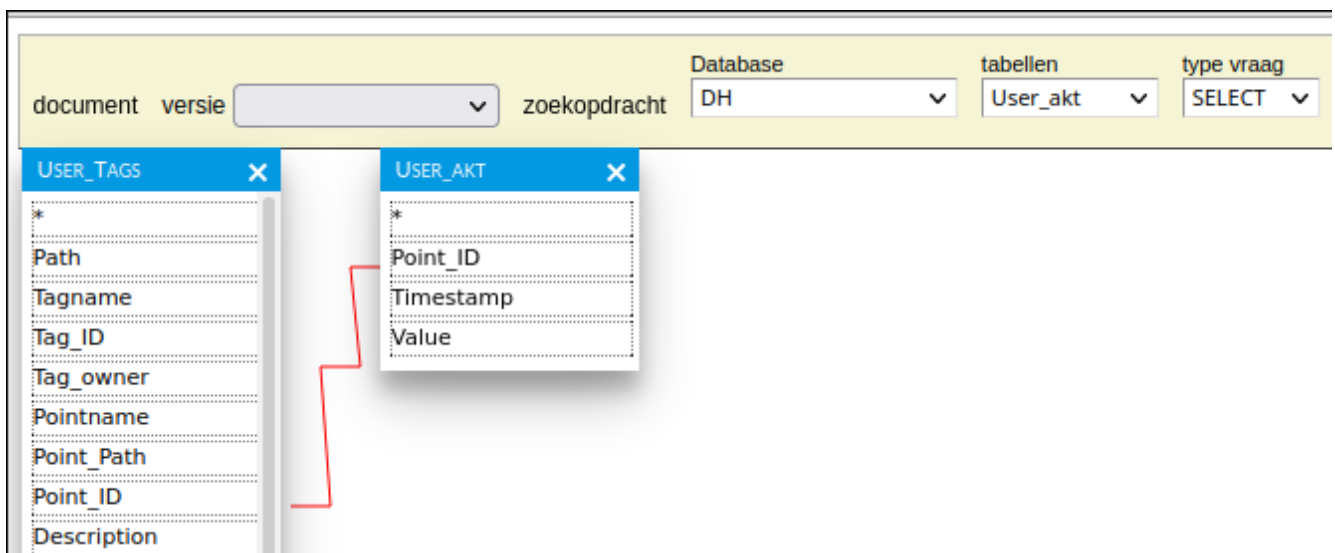 Database tabellen type vraag
document versie zoekopdracht DH User_akt SELECT
USER_TAGS
*
Path
Tagname
Tag_ID
Tag_owner
Pointname
Point_Path
Point_ID
Description
USER_AKT
*
Point_ID
Timestamp
Value